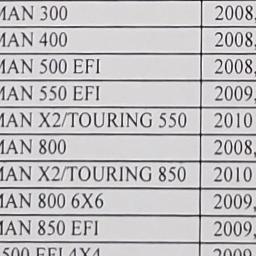 MAN 300 2008,
MAN 400 2008,
MAN 500 EFI 2008,
MAN 550 EFI 2009,
MAN X2/TOURING 550 2010
MAN 800 2008,
MAN X2/TOURING 850 2010
MAN 800 6X6 2009,
MAN 850 EFI 2009,
500 EFI 4X4 2009